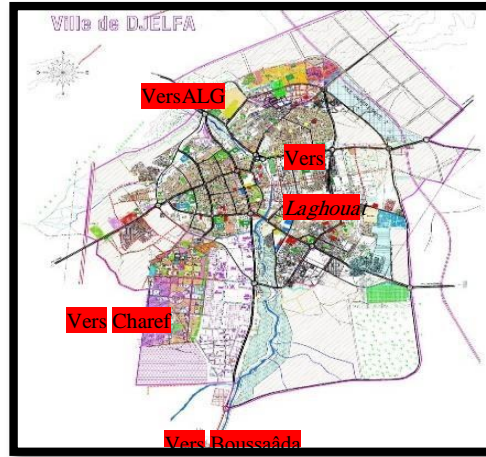 Ville de DJELFA
VersALG
Vers
Laghouat
Vers Charef
Vers Boussaâda